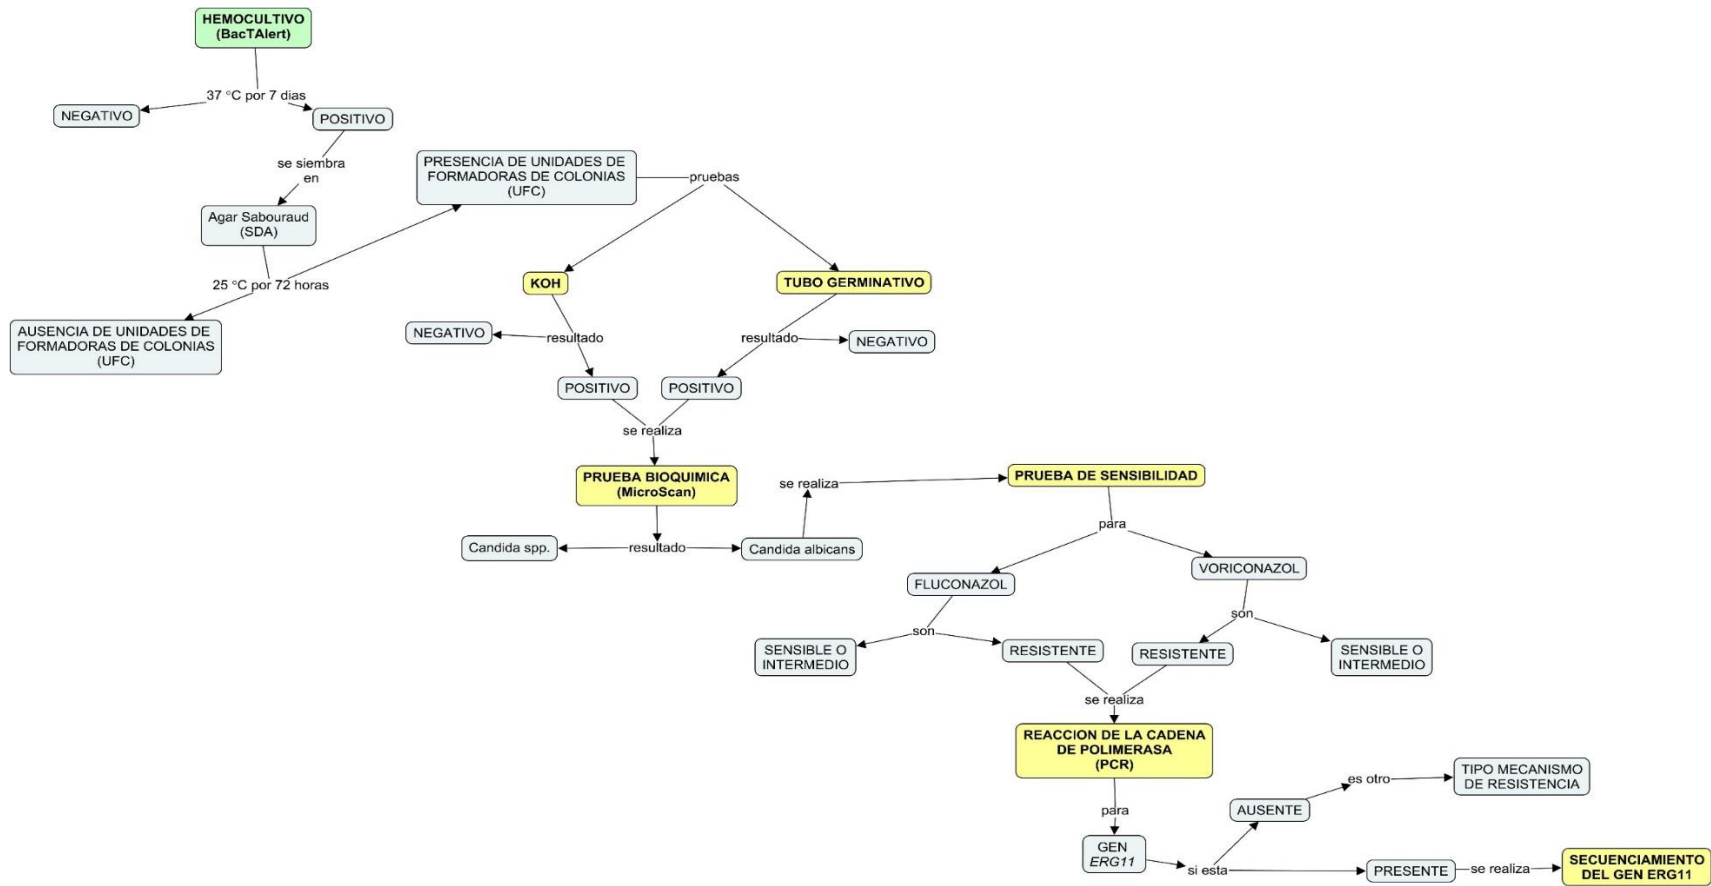 HEMOCULTIVO
(BacTAlert)
37 °C por 7 dias
NEGATIVO
POSITIVO
se siembra
en
Agar Sabouraud
(SDA)
25 °C por 72 horas
AUSENCIA DE UNIDADES DE
FORMADORAS DE COLONIAS
(UFC)
PRESENCIA DE UNIDADES DE
FORMADORAS DE COLONIAS
(UFC)
pruebas
KOH
TUBO GERMINATIVO
NEGATIVO
resultado
resultado
NEGATIVO
POSITIVO
POSITIVO
se realiza
PRUEBA BIOQUIMICA
(MicroScan)
Candida spp.
resultado
Candida albicans
se realiza
PRUEBA DE SENSIBILIDAD
para
FLUCONAZOL
VORICONAZOL
son
son
SENSIBLE O
INTERMEDIO
RESISTENTE
RESISTENTE
SENSIBLE O
INTERMEDIO
se realiza
REACCION DE LA CADENA
DE POLIMERASA
(PCR)
para
GEN
ERG11
si esta
AUSENTE
es otro
TIPO MECANISMO
DE RESISTENCIA
PRESENTE
se realiza
SECUENCIAMIENTO
DEL GEN ERG11